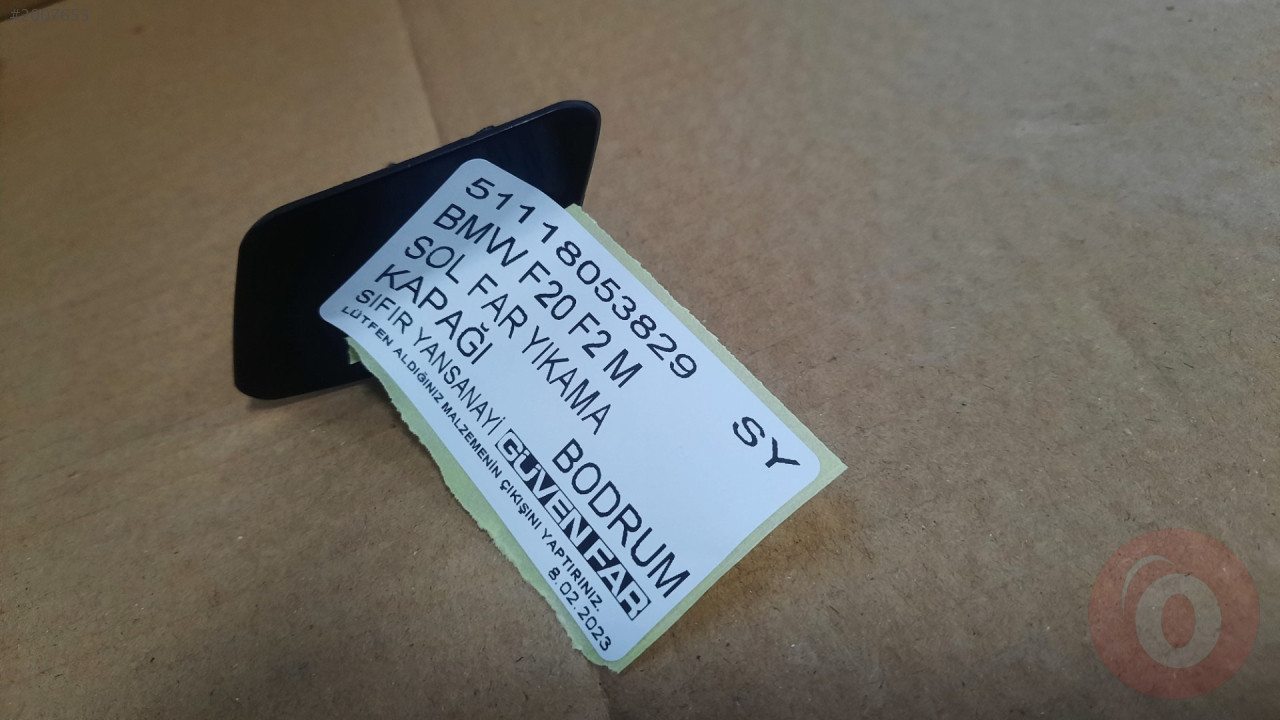 51118053829
BMW F20 F2 M
SOL FAR YIKAMA
KAPAĞI
SY
BODRUM
SIFIR YANSANAYİ GÜVEN FAR
LÜTFEN ALDIĞINIZ MALZEMENİN ÇIKIŞINI YAPTIRINIZ.
8.02.2023